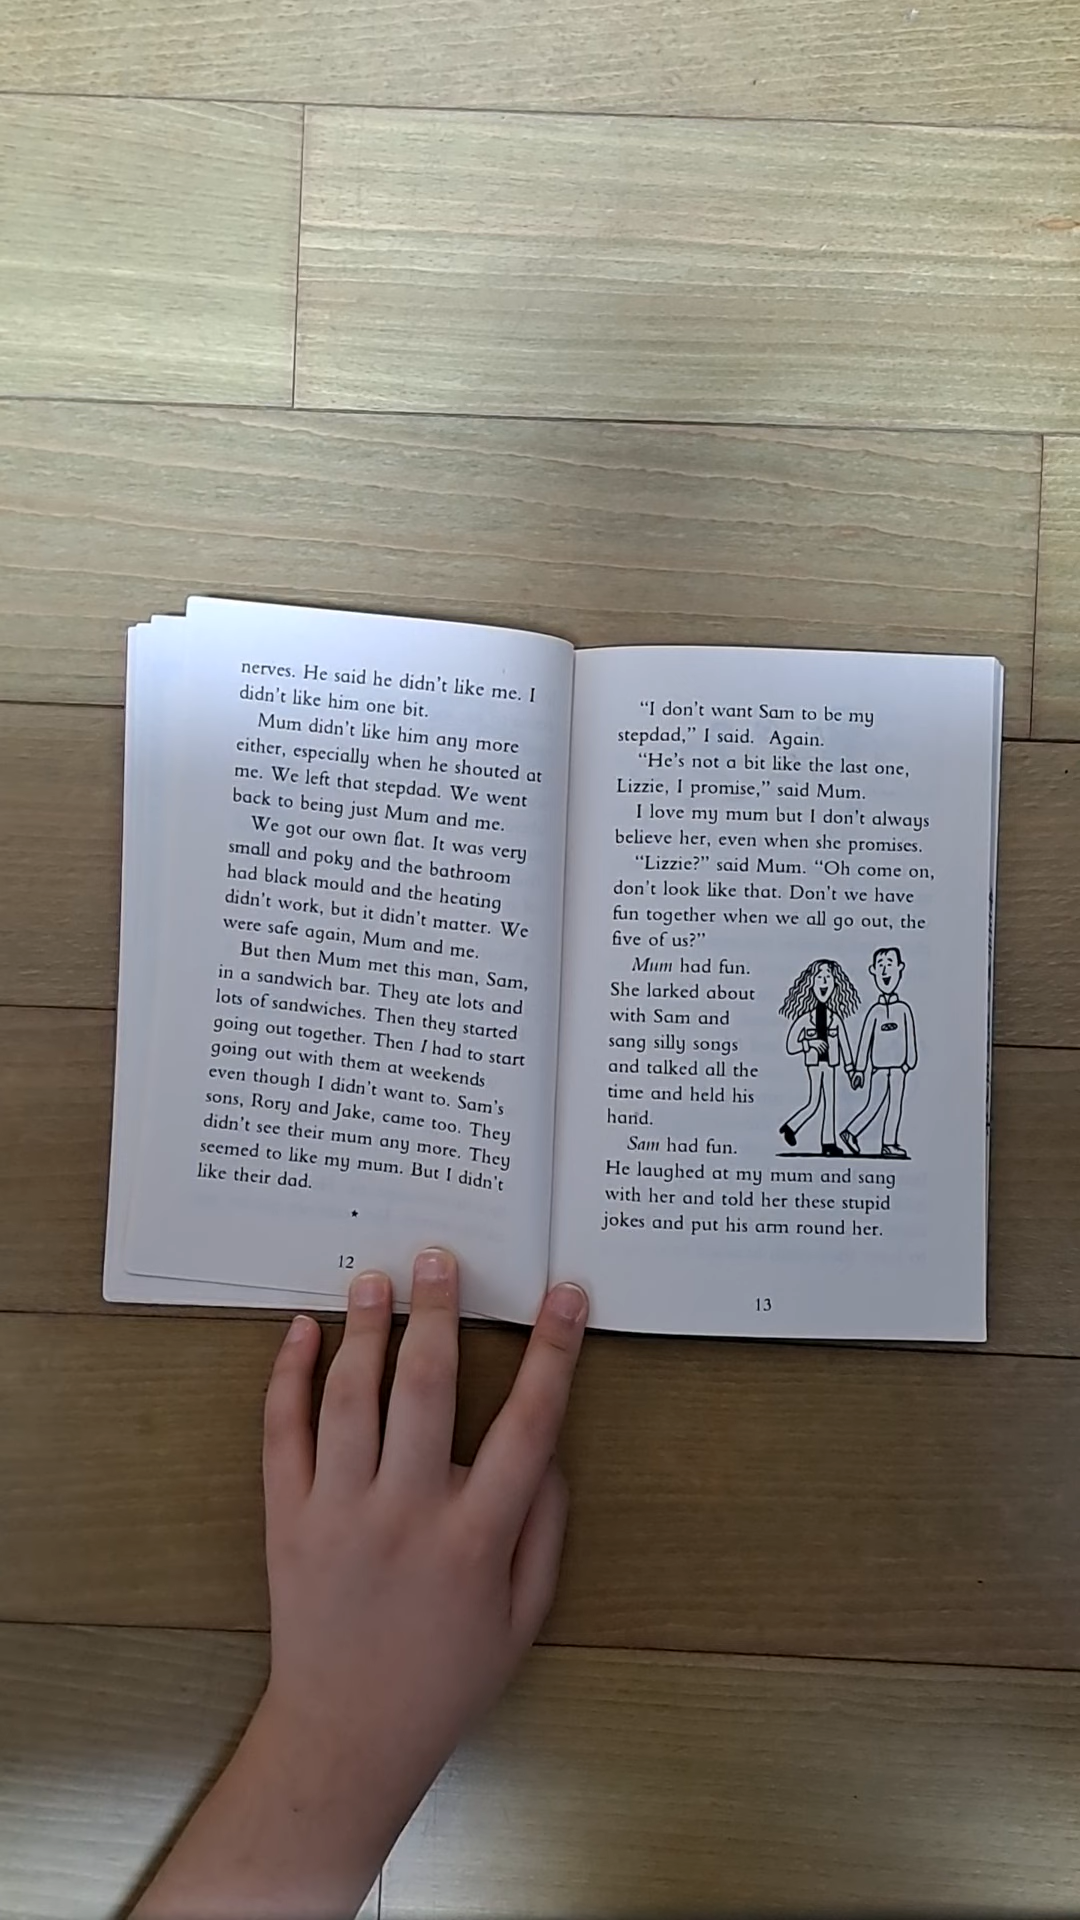 nerves. He said he didn't like me. I
didn't like him one bit.
Mum didn't like him any more
either, especially when he shouted at
me. We left that stepdad. We went
back to being just Mum and me.
We got our own flat. It was very
small and poky and the bathroom
had black mould and the heating
didn't work, but it didn't matter. We
were safe again, Mum and me.
But then Mum met this man, Sam,
in a sandwich bar. They ate lots and
lots of sandwiches. Then they started
going out together. Then I had to start
going out with them at weekends
even though I didn't want to. Sam's
sons, Rory and Jake, came too. They
didn't see their mum any more. They
seemed to like my mum. But I didn't
like their dad.
*
12
“I don't want Sam to be my
stepdad,” I said. Again.
“He's not a bit like the last one,
Lizzie, I promise,” said Mum.
I love my mum but I don't always
believe her, even when she promises.
“Lizzie?” said Mum. “Oh come on,
don't look like that. Don't we have
fun together when we all go out, the
five of us?”
Mum had fun.
She larked about
with Sam and
sang silly songs
and talked all the
time and held his
hand.
Sam had fun.
He laughed at my mum and sang
with her and told her these stupid
jokes and put his arm round her.
13